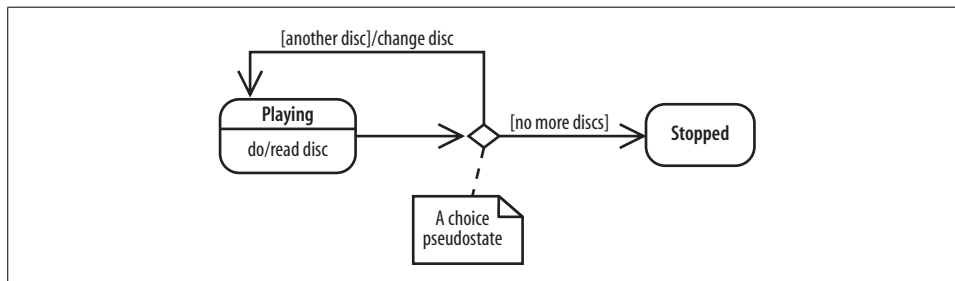 [another disc]/change disc
Playing
do/read disc
[no more discs]
Stopped
A choice
pseudostate